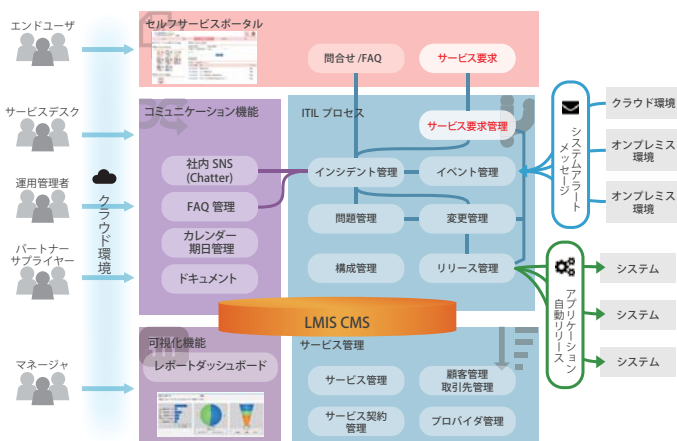 エンドユーザ
サービスデスク
運用管理者
パートナー
サプライヤー
マネージャ
クラウド環境
セルフサービスポータル
問合せ/FAQ
サービス要求
コミュニケーション機能
社内 SNS
(Chatter)
FAQ 管理
カレンダー
期日管理
ドキュメント
ITIL プロセス
サービス要求管理
インシデント管理
イベント管理
問題管理
変更管理
構成管理
リリース管理
LMIS CMS
可視化機能
レポートダッシュボード
サービス管理
サービス管理
顧客管理
取引先管理
サービス契約
管理
プロバイダ管理
システムアラート
メッセージ
クラウド環境
オンプレミス
環境
オンプレミス
環境
アプリケーション
自動リリース
システム
システム
システム